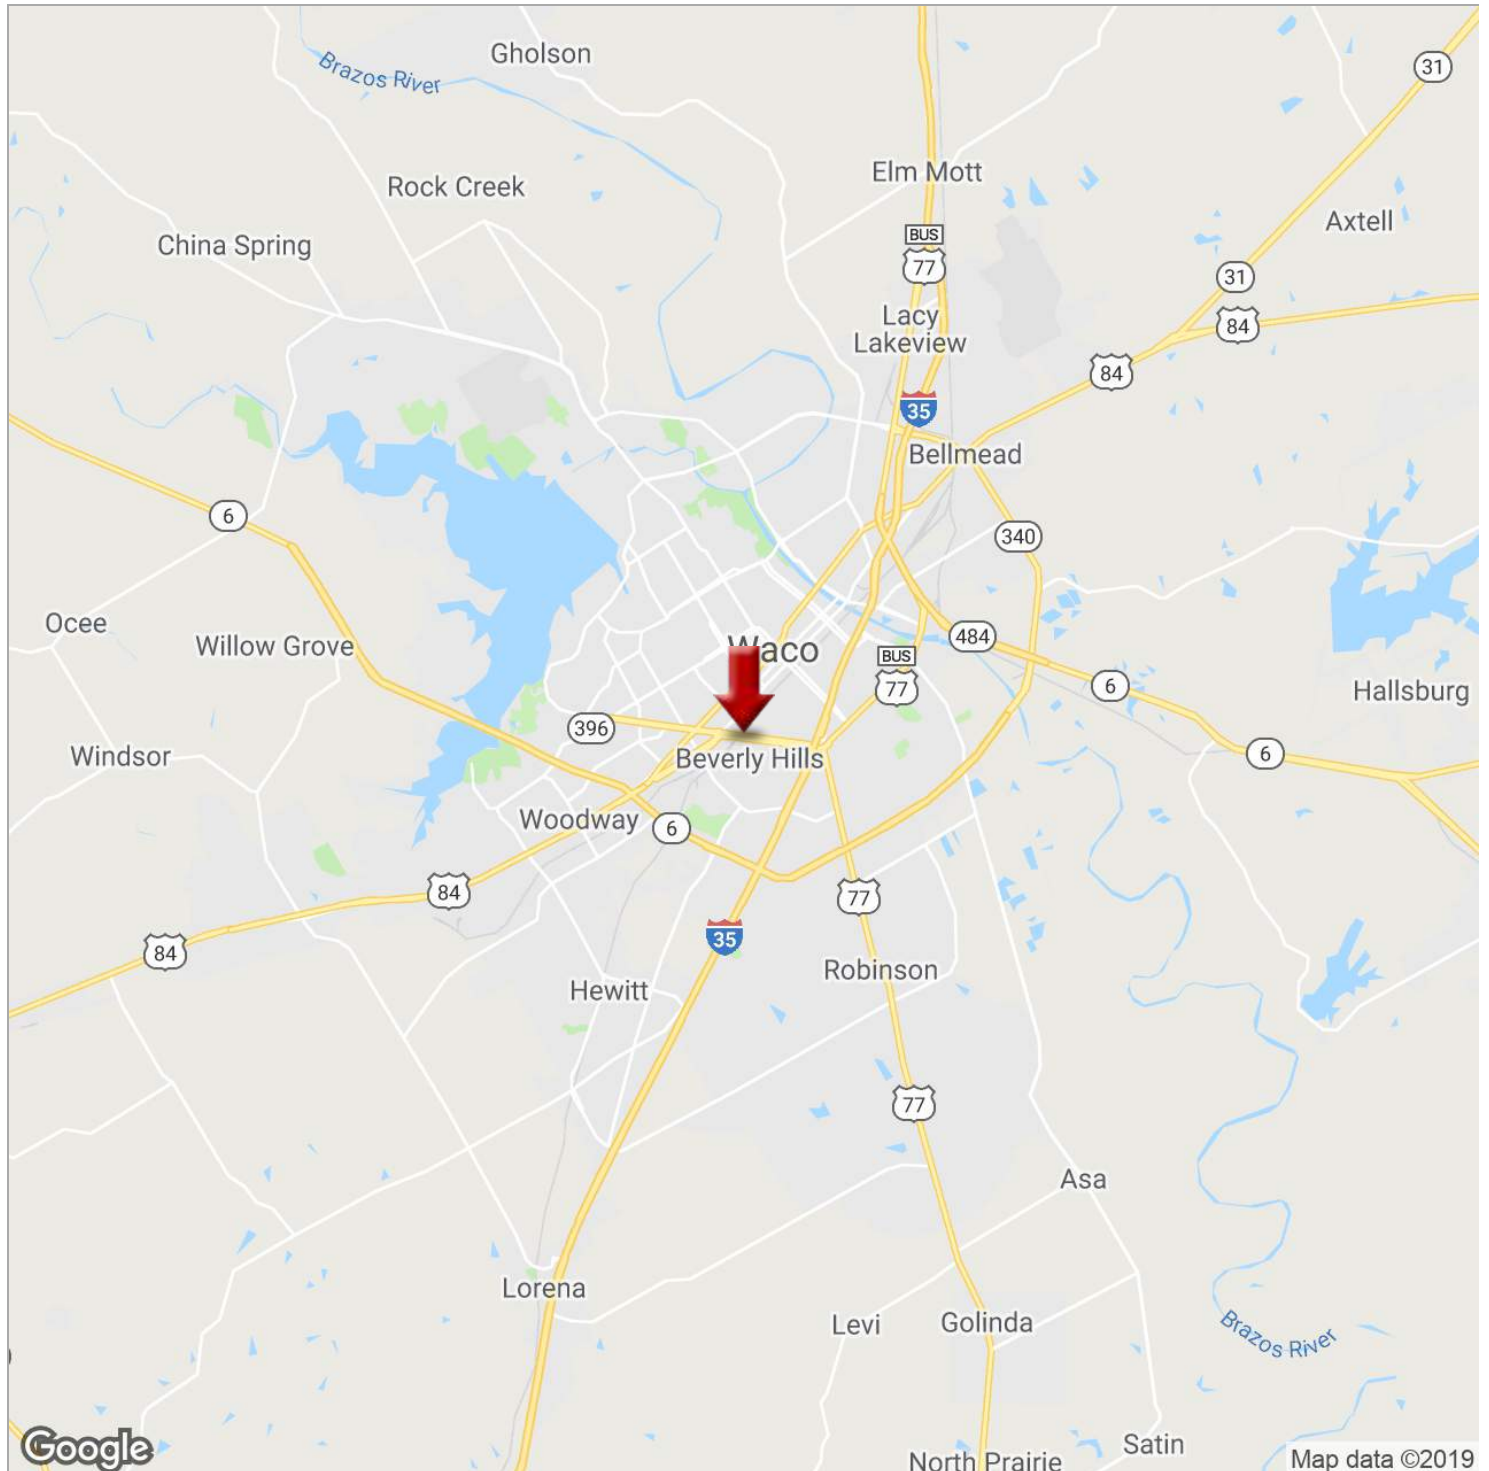 Gholson
Brazos River
31
Elm Mott
Rock Creek
Axtell
China Spring
BUS
77
31
Lacy
Lakeview
84
84
35
Bellmead
6
340
Ocee
Willow Grove
484
Waco
BUS
77
6
Hallsburg
396
Windsor
Beverly Hills
6
Woodway
6
84
77
84
35
Robinson
Hewitt
77
Asa
Lorena
Levi
Golinda
Brazos River
Satin
North Prairie
Google
Map data ©2019